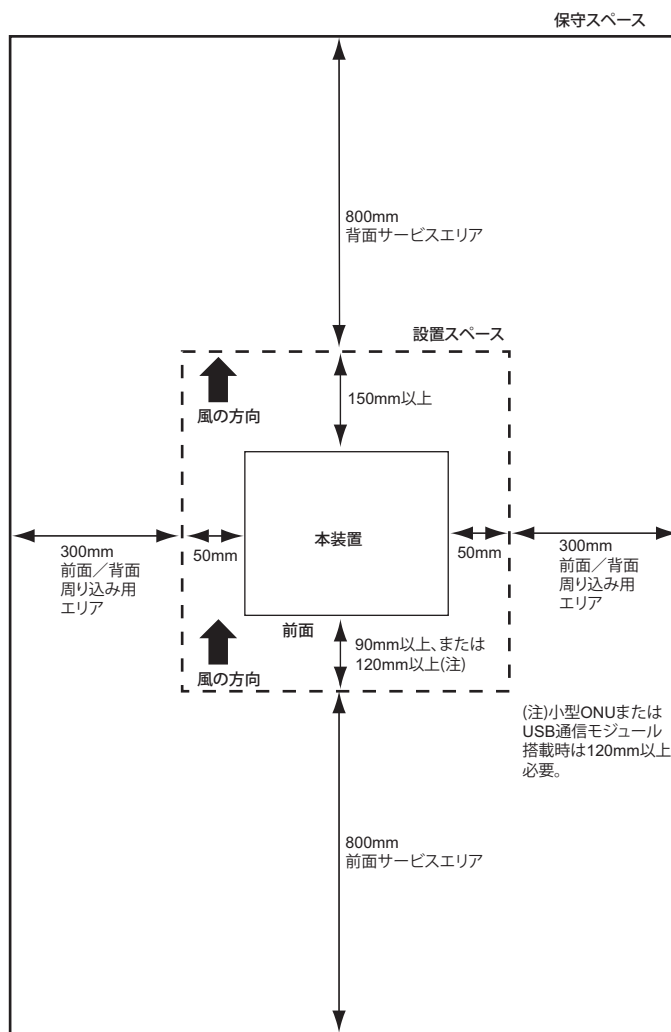 保守スペース
800mm
背面サービスエリア
設置スペース
風の方向
150mm以上
300mm
前面／背面
周り込み用
エリア
50mm
本装置
50mm
300mm
前面／背面
周り込み用
エリア
前面
風の方向
90mm以上、または
120mm以上(注)
(注)小型ONUまたは
USB通信モジュール
搭載時は120mm以上
必要。
800mm
前面サービスエリア